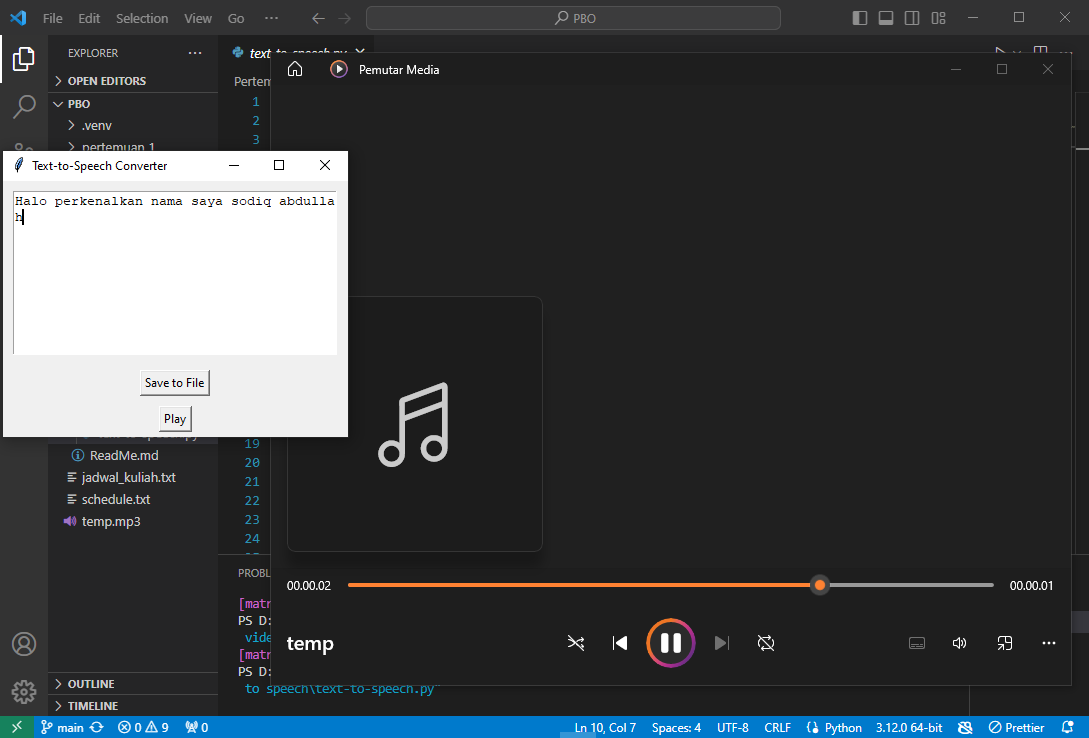 File Edit Selection View Go ··· PBO
EXPLORER ···
text-to-speech.py
OPEN EDITORS
PBO
.venv
pertemuan 1
Pertem
1
2
3
Pemutar Media
Text-to-Speech Converter
Halo perkenalkan nama saya sodiq abdulla
h
Save to File
Play
ReadMe.md
jadwal_kuliah.txt
schedule.txt
temp.mp3
19
20
21
22
23
24
00.00.02 00.00.01
temp
PROBL
[matr
PS D:
vide
[matr
PS D:
to speech\text-to-speech.py"
OUTLINE
TIMELINE
main 0 9 0 Ln 10, Col 7 Spaces: 4 UTF-8 CRLF Python 3.12.0 64-bit Prettier